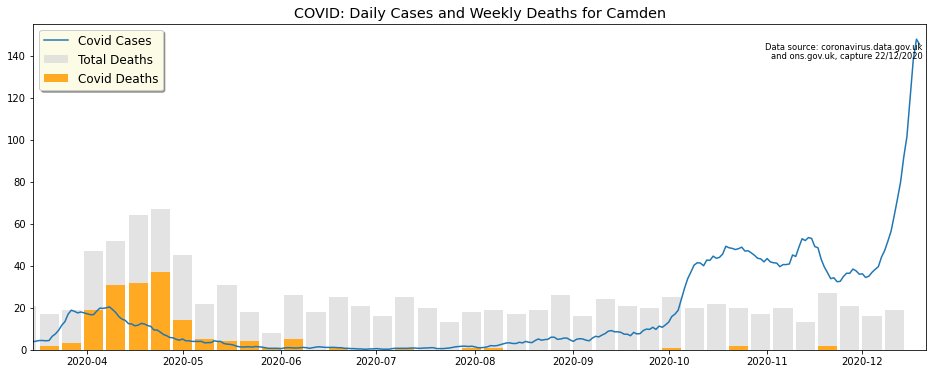 COVID: Daily Cases and Weekly Deaths for Camden
Covid Cases
Total Deaths
Covid Deaths
Data source: coronavirus.data.gov.uk
and ons.gov.uk, capture 22/12/2020
140
120
100
80
60
40
20
0
2020-04 2020-05 2020-06 2020-07 2020-08 2020-09 2020-10 2020-11 2020-12